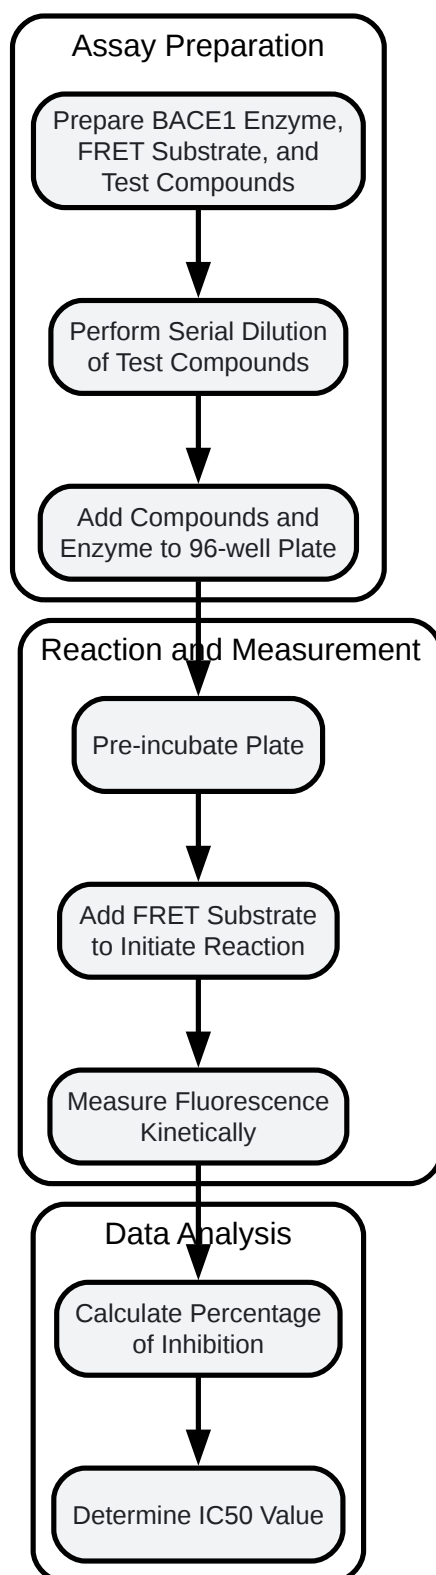 Assay Preparation
Prepare BACE1 Enzyme,
FRET Substrate, and
Test Compounds
Perform Serial Dilution
of Test Compounds
Add Compounds and
Enzyme to 96-well Plate
Reaction and Measurement
Pre-incubate Plate
Add FRET Substrate
to Initiate Reaction
Measure Fluorescence
Kinetically
Data Analysis
Calculate Percentage
of Inhibition
Determine IC50 Value